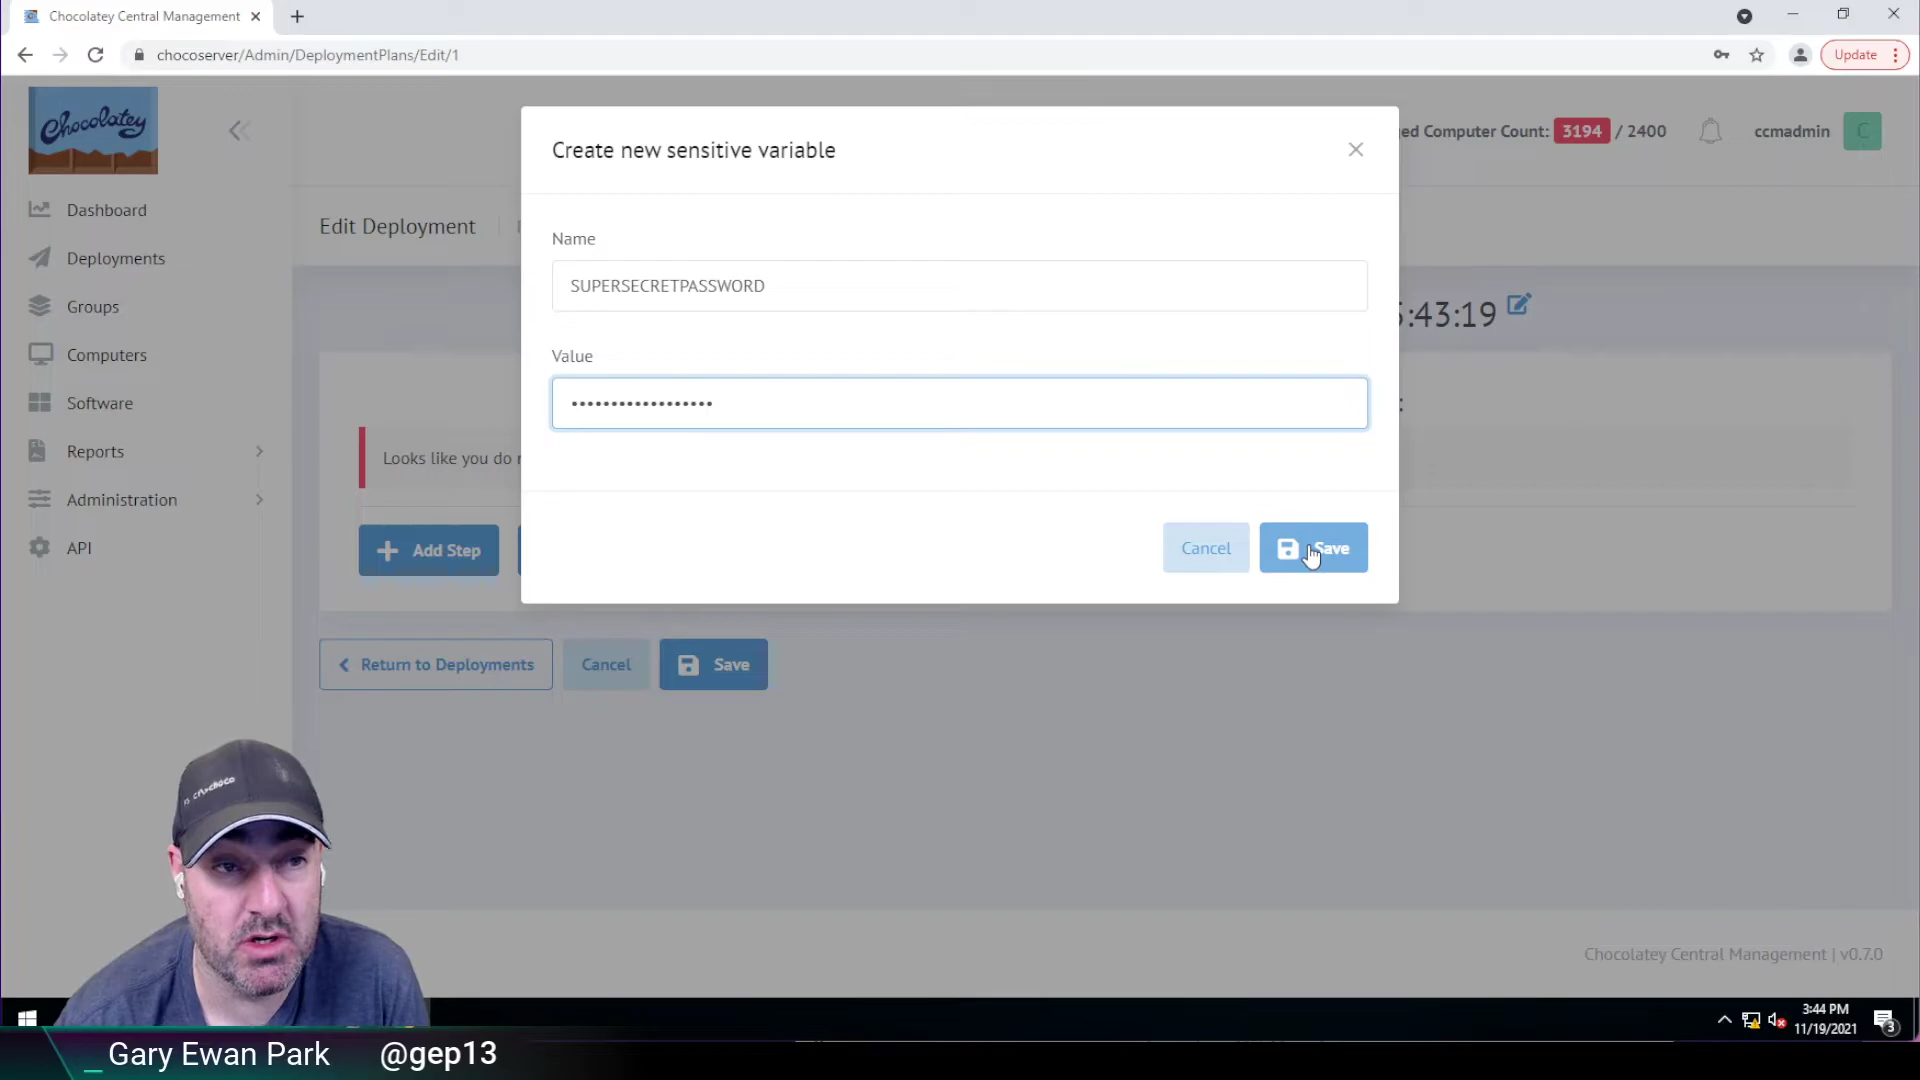 Chocolatey Central Management
chocoserver/Admin/DeploymentPlans/Edit/1
Update
Chocolatey
Create new sensitive variable
ed Computer Count: 3194 / 2400
ccmadmin
C
Dashboard
Deployments
Groups
Computers
Software
Reports
Administration
API
Edit Deployment
Name
SUPERSECRETPASSWORD
:43:19
Value
••••••••••••••••••
:
Looks like you do
Add Step
Cancel
Save
Return to Deployments
Cancel
Save
Chocolatey Central Management | v0.7.0
3:44 PM
11/19/2021
3
_ Gary Ewan Park @gep13